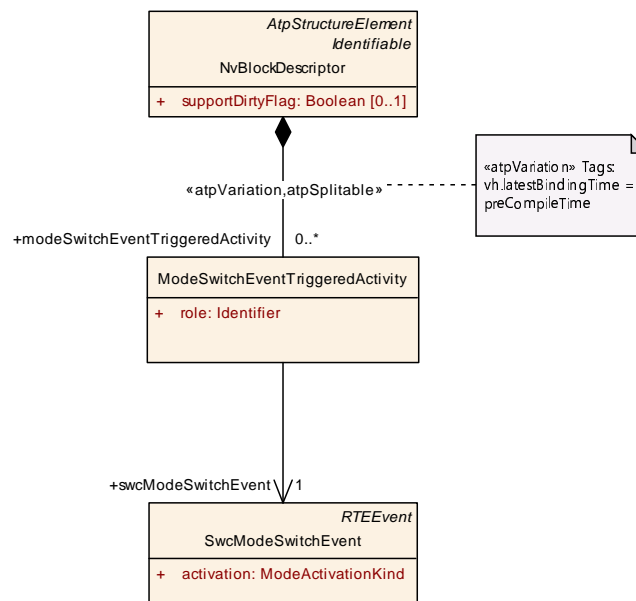 AtpStructureElement
Identifiable
NvBlockDescriptor
+ supportDirtyFlag: Boolean [0..1]
«atpVariation» Tags:
vh.latestBindingTime =
preCompileTime
«atpVariation,atpSplitable»
+modeSwitchEventTriggeredActivity 0..*
ModeSwitchEventTriggeredActivity
+ role: Identifier
+swcModeSwitchEvent 1
RTEEvent
SwcModeSwitchEvent
+ activation: ModeActivationKind